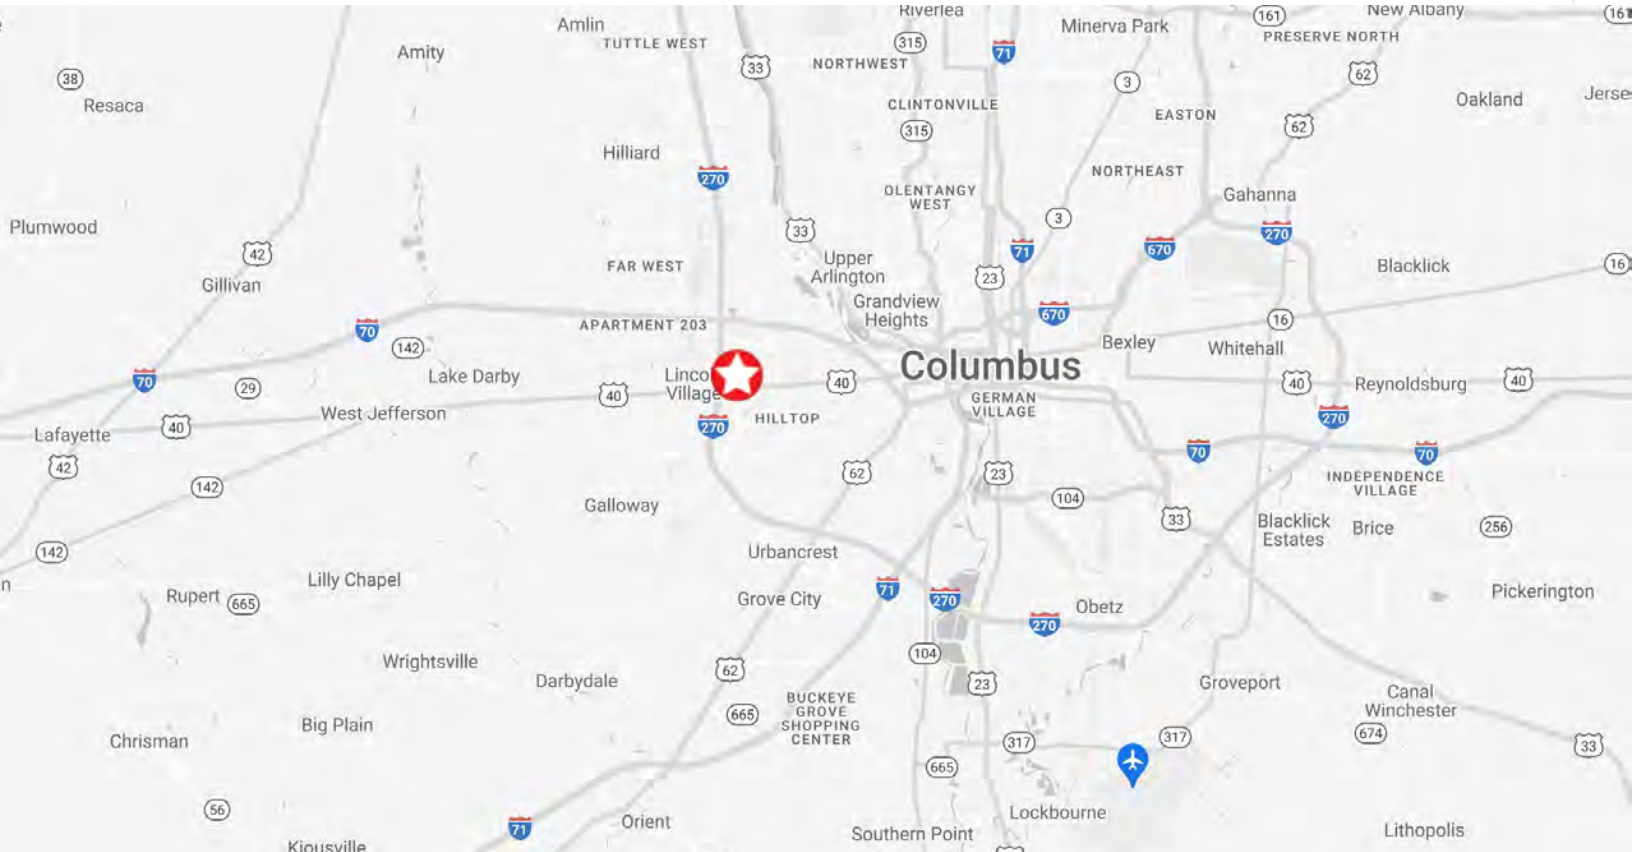 Riverlea
New Albany
161
161
Amlin
Minerva Park
TUTTLE WEST
315
PRESERVE NORTH
Amity
71
33
NORTHWEST
62
38
3
Resaca
CLINTONVILLE
Oakland
Jerse
EASTON
315
62
Hilliard
270
NORTHEAST
OLENTANGY
WEST
Gahanna
3
Plumwood
33
270
42
71
670
Upper
Arlington
FAR WEST
23
Blacklick
16
Gillivan
Grandview
Heights
670
70
APARTMENT 203
16
142
Bexley
Whitehall
Columbus
70
29
Lake Darby
Linco
Village
40
40
40
Reynoldsburg
40
West Jefferson
GERMAN
VILLAGE
40
270
HILLTOP
270
Lafayette
70
70
42
62
23
INDEPENDENCE
VILLAGE
142
104
Galloway
33
Blacklick
Estates
Brice
256
142
Urbancrest
n
Lilly Chapel
71
Rupert
665
Grove City
270
Obetz
Pickerington
270
104
Wrightsville
62
Darbydale
23
Groveport
Canal
Winchester
BUCKEYE
GROVE
SHOPPING
CENTER
665
Big Plain
Chrisman
317
317
674
33
665
56
71
Orient
Lockbourne
Southern Point
Lithopolis
Kiousville